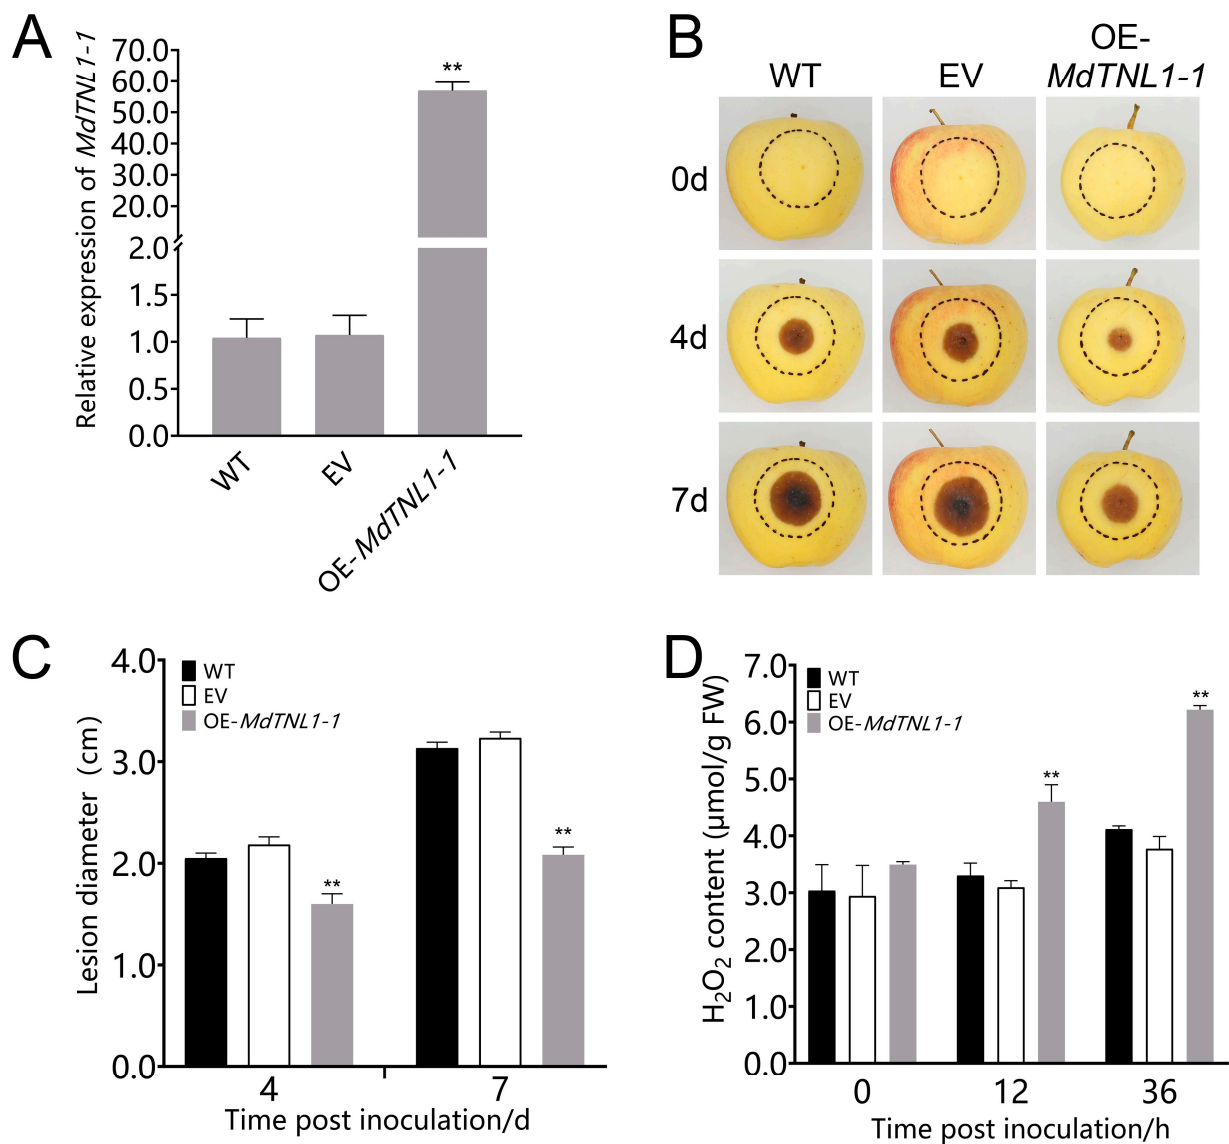 A
Relative expression of MdTNL1-1
70.0
60.0
50.0
40.0
30.0
20.0
2.0
1.5
1.0
0.5
0.0
**
WT
EV
OE-MdTNL1-1
B
WT
EV
OE-
MdTNL1-1
0d
4d
7d
C
Lesion diameter (cm)
4.0
3.0
2.0
1.0
0.0
WT
EV
OE-MdTNL1-1
**
**
4
7
Time post inoculation/d
D
H2O2 content (μmol/g FW)
7.0
6.0
5.0
4.0
3.0
2.0
1.0
0.0
WT
EV
OE-MdTNL1-1
**
**
0
12
36
Time post inoculation/h